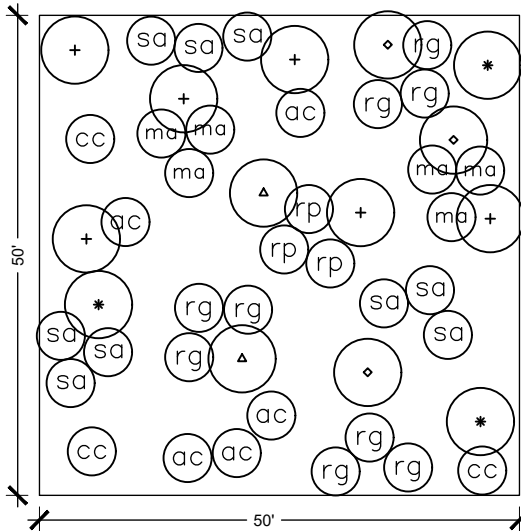 sa sa sa rg
rg rg
ac
cc ma ma
ma ma ma
ac rp ma
rp rp
50'
sa sa
rg rg
sa sa rg sa
sa
ac
rg
cc ac ac rg rg cc
50'